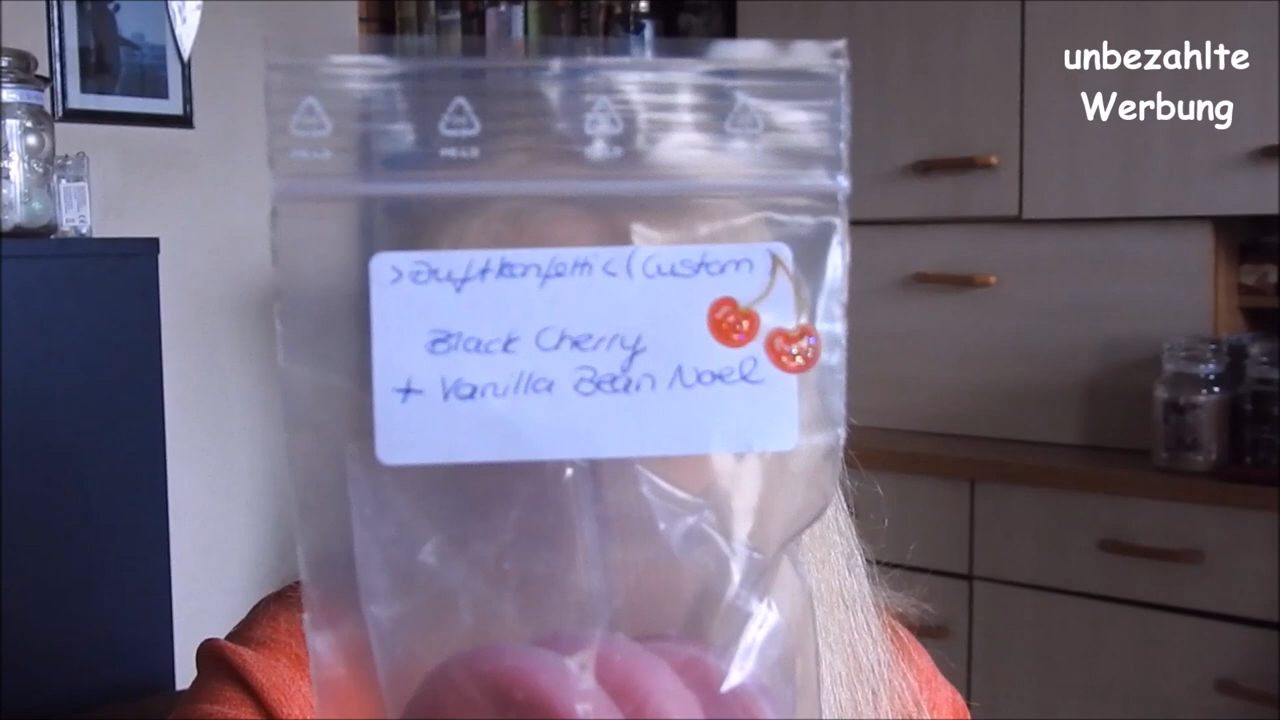 unbezahlte
Werbung
>Duftkonfetti<(Custom)
Black Cherry
+ Vanilla Bean Noel